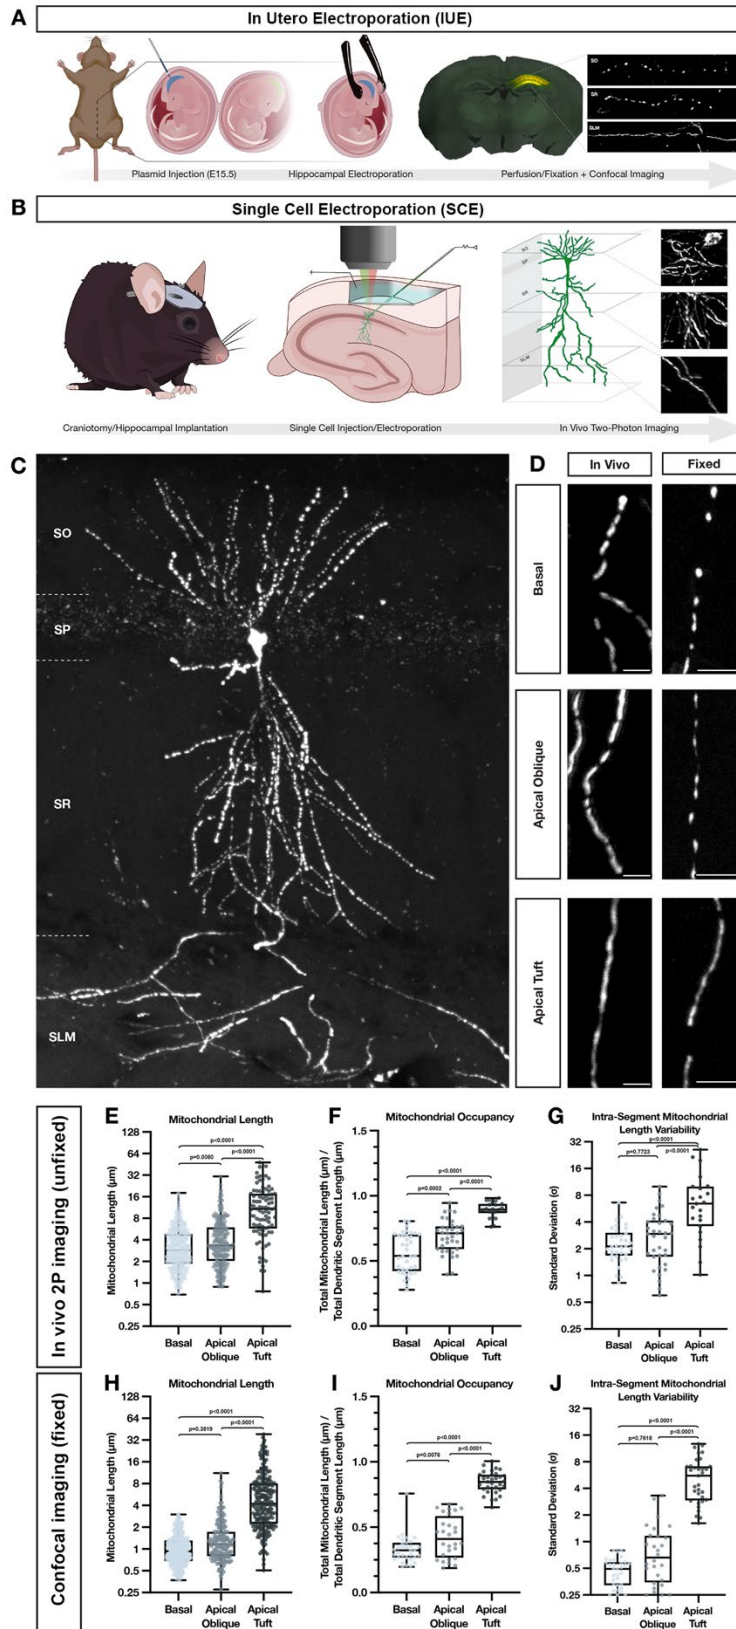 A
In Utero Electroporation (IUE)
SO
SR
SLM
Plasmid Injection (E15.5)
Hippocampal Electroporation
Perfusion/Fixation + Confocal Imaging
B
Single Cell Electroporation (SCE)
SO
SP
SR
SLM
Craniotomy/Hippocampal Implantation
Single Cell Injection/Electroporation
In Vivo Two-Photon Imaging
C
SO
SP
SR
SLM
D
In Vivo
Fixed
Basal
Apical Oblique
Apical Tuft
In vivo 2P imaging (unfixed)
E
Mitochondrial Length
Mitochondrial Length (μm)
128
64
32
16
8
4
2
1
0.5
0.25
p<0.0001
p=0.0060
p<0.0001
Basal
Apical Oblique
Apical Tuft
F
Mitochondrial Occupancy
Total Mitochondrial Length (μm) /
Total Dendritic Segment Length (μm)
1.5
1.0
0.5
0.0
p<0.0001
p=0.0002
p<0.0001
Basal
Apical Oblique
Apical Tuft
G
Intra-Segment Mitochondrial
Length Variability
Standard Deviation (σ)
32
16
8
4
2
1
0.5
0.25
p<0.0001
p=0.7723
p<0.0001
Basal
Apical Oblique
Apical Tuft
Confocal imaging (fixed)
H
Mitochondrial Length
Mitochondrial Length (μm)
128
64
32
16
8
4
2
1
0.5
0.25
p<0.0001
p=0.3819
p<0.0001
Basal
Apical Oblique
Apical Tuft
I
Mitochondrial Occupancy
Total Mitochondrial Length (μm) /
Total Dendritic Segment Length (μm)
1.5
1.0
0.5
0.0
p<0.0001
p=0.0076
p<0.0001
Basal
Apical Oblique
Apical Tuft
J
Intra-Segment Mitochondrial
Length Variability
Standard Deviation (σ)
32
16
8
4
2
1
0.5
0.25
p<0.0001
p=0.7618
p<0.0001
Basal
Apical Oblique
Apical Tuft